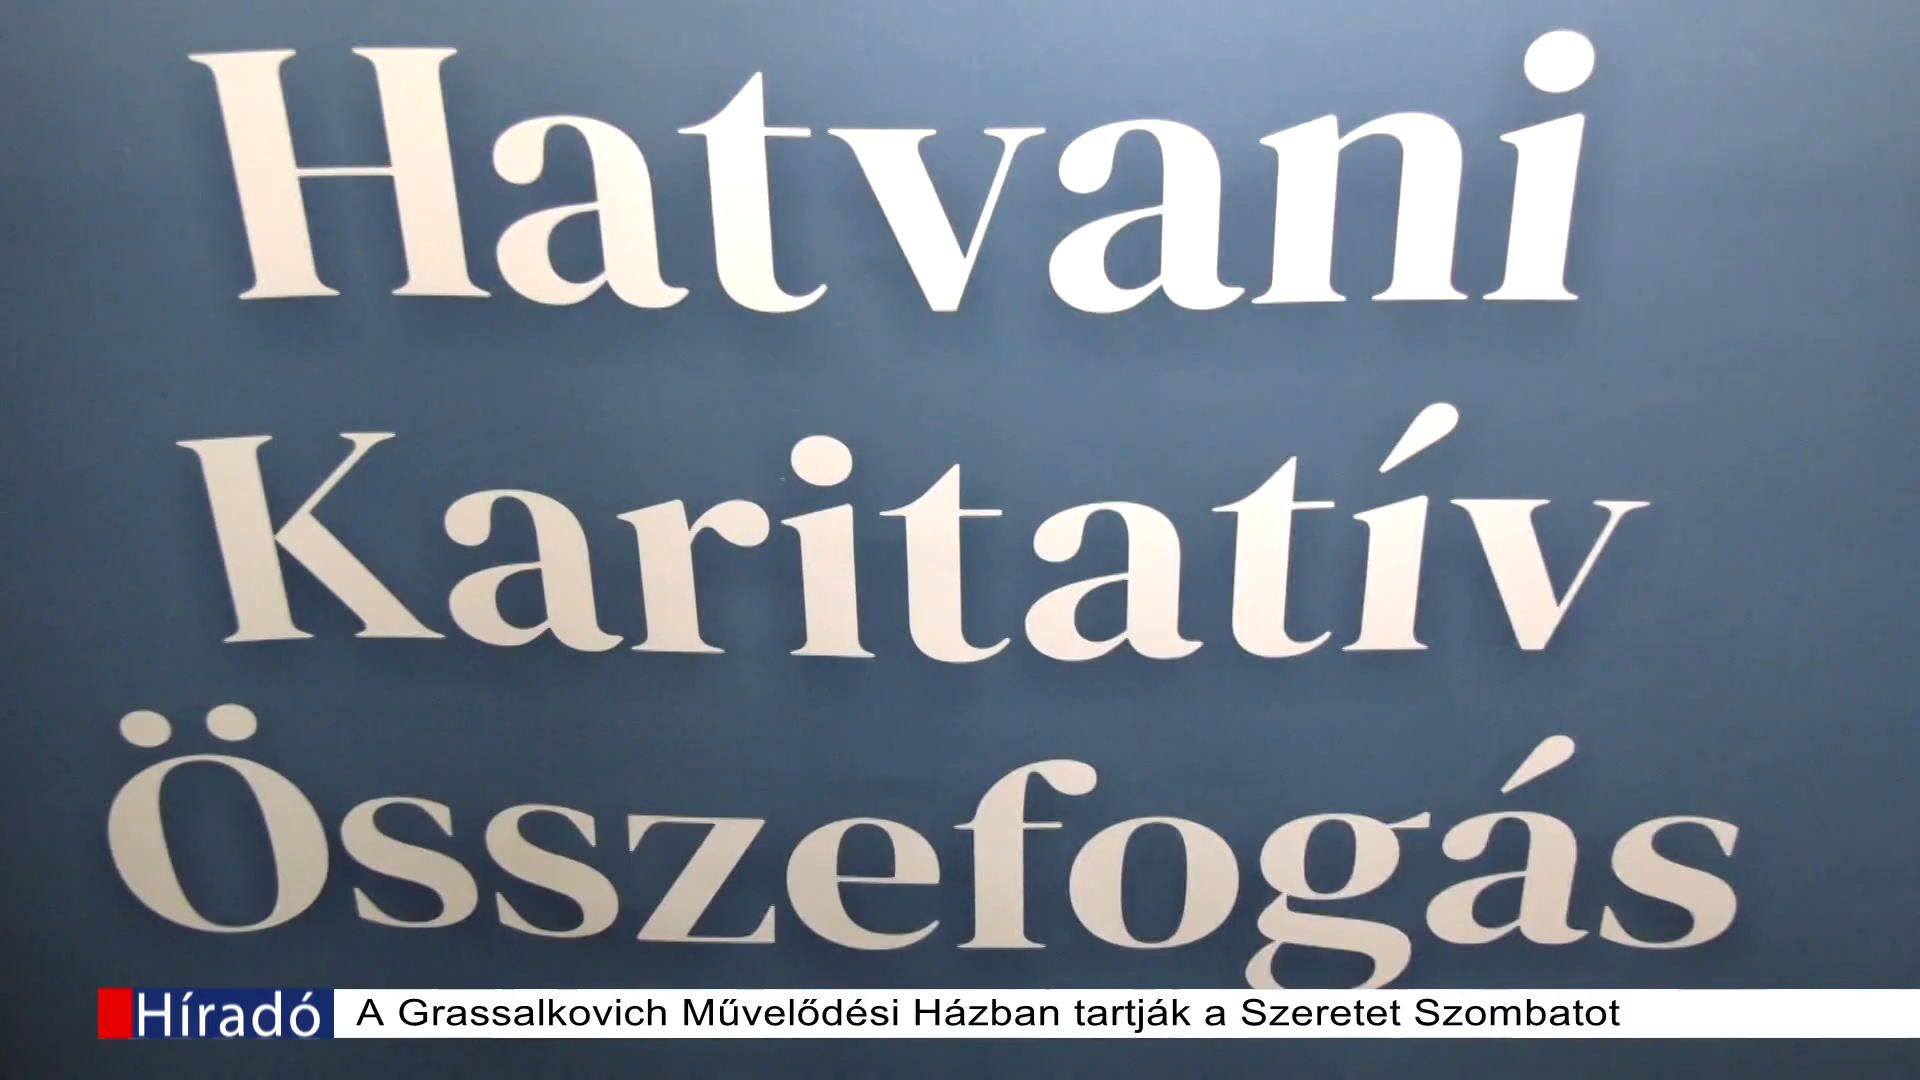 Hatvani
Karitatív
Összefogás
Híradó A Grassalkovich Művelődési Házban tartják a Szeretet Szombatot